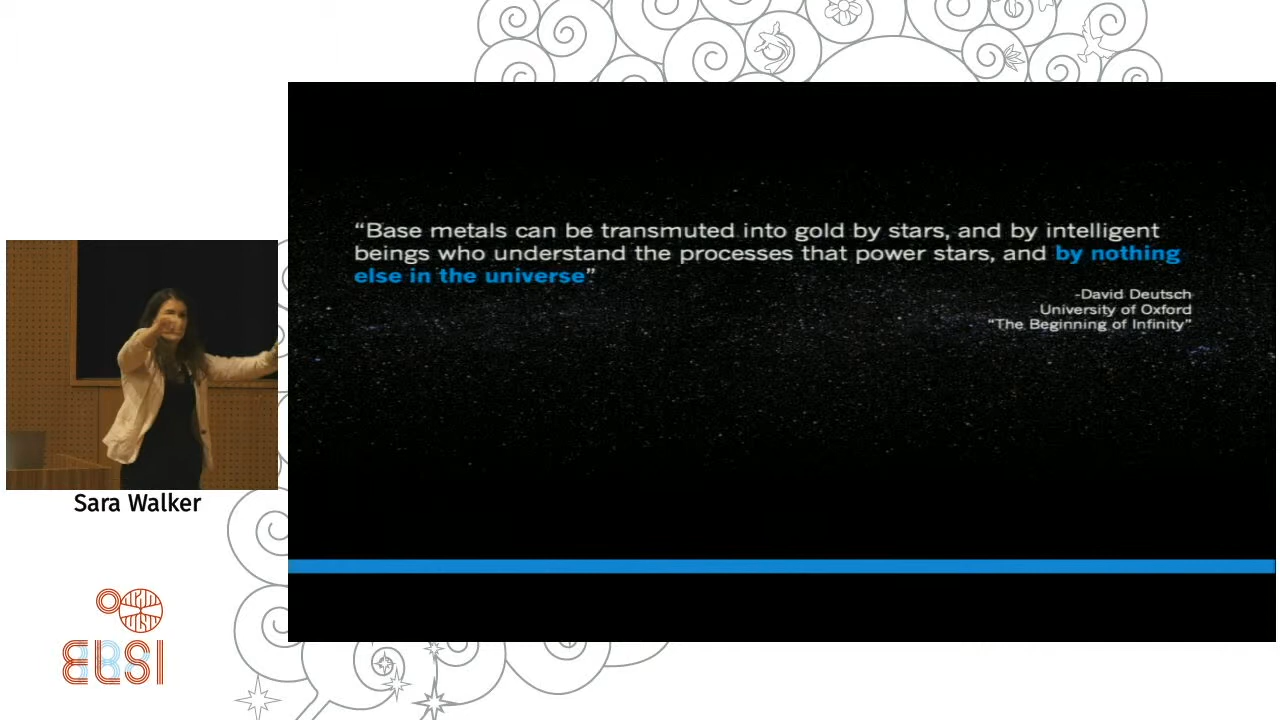 “Base metals can be transmuted into gold by stars, and by intelligent
beings who understand the processes that power stars, and by nothing
else in the universe”
-David Deutsch
University of Oxford
“The Beginning of Infinity”
Sara Walker
ELSI